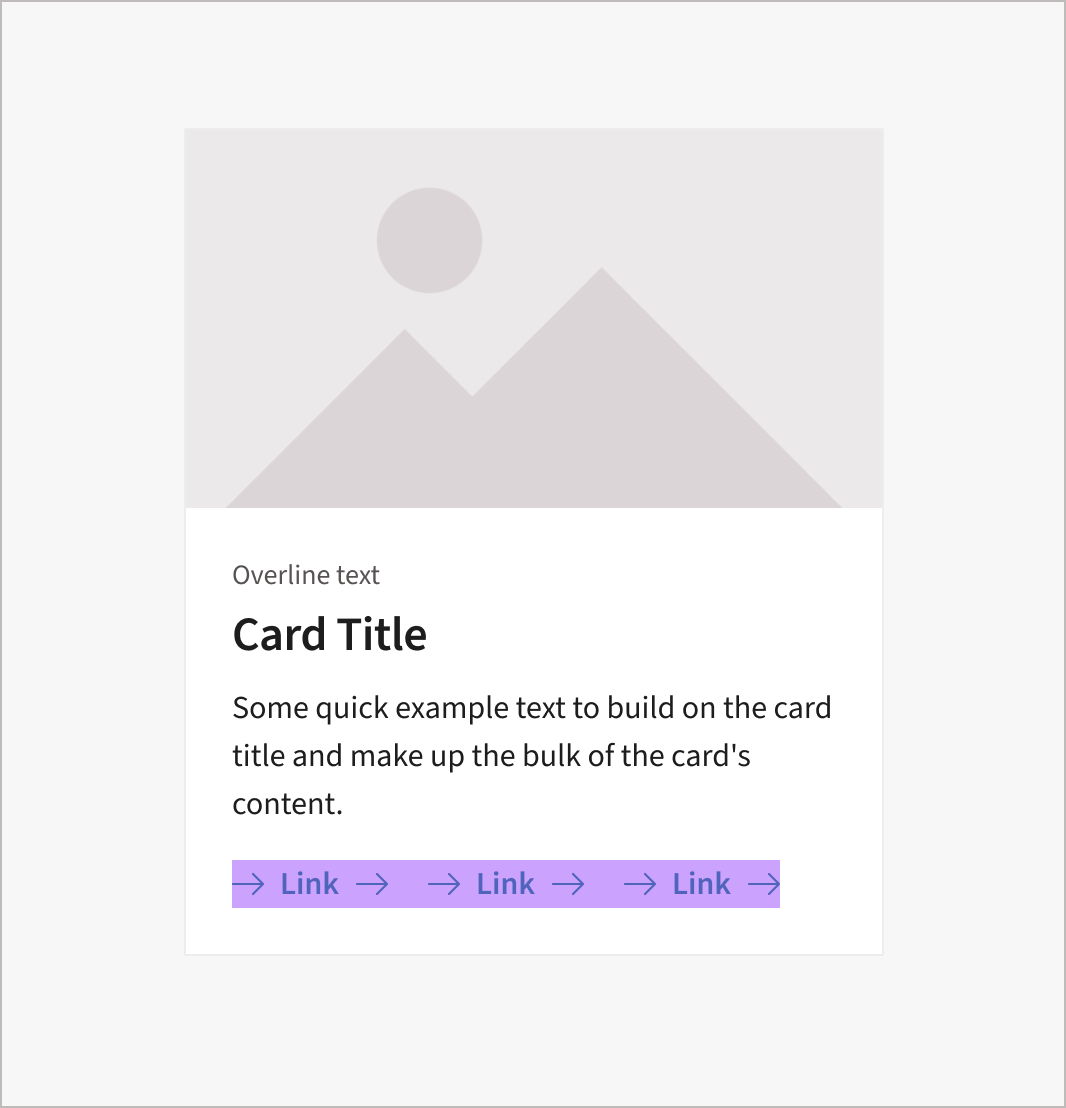 Overline text
Card Title
Some quick example text to build on the card
title and make up the bulk of the card's
content.
Link Link Link